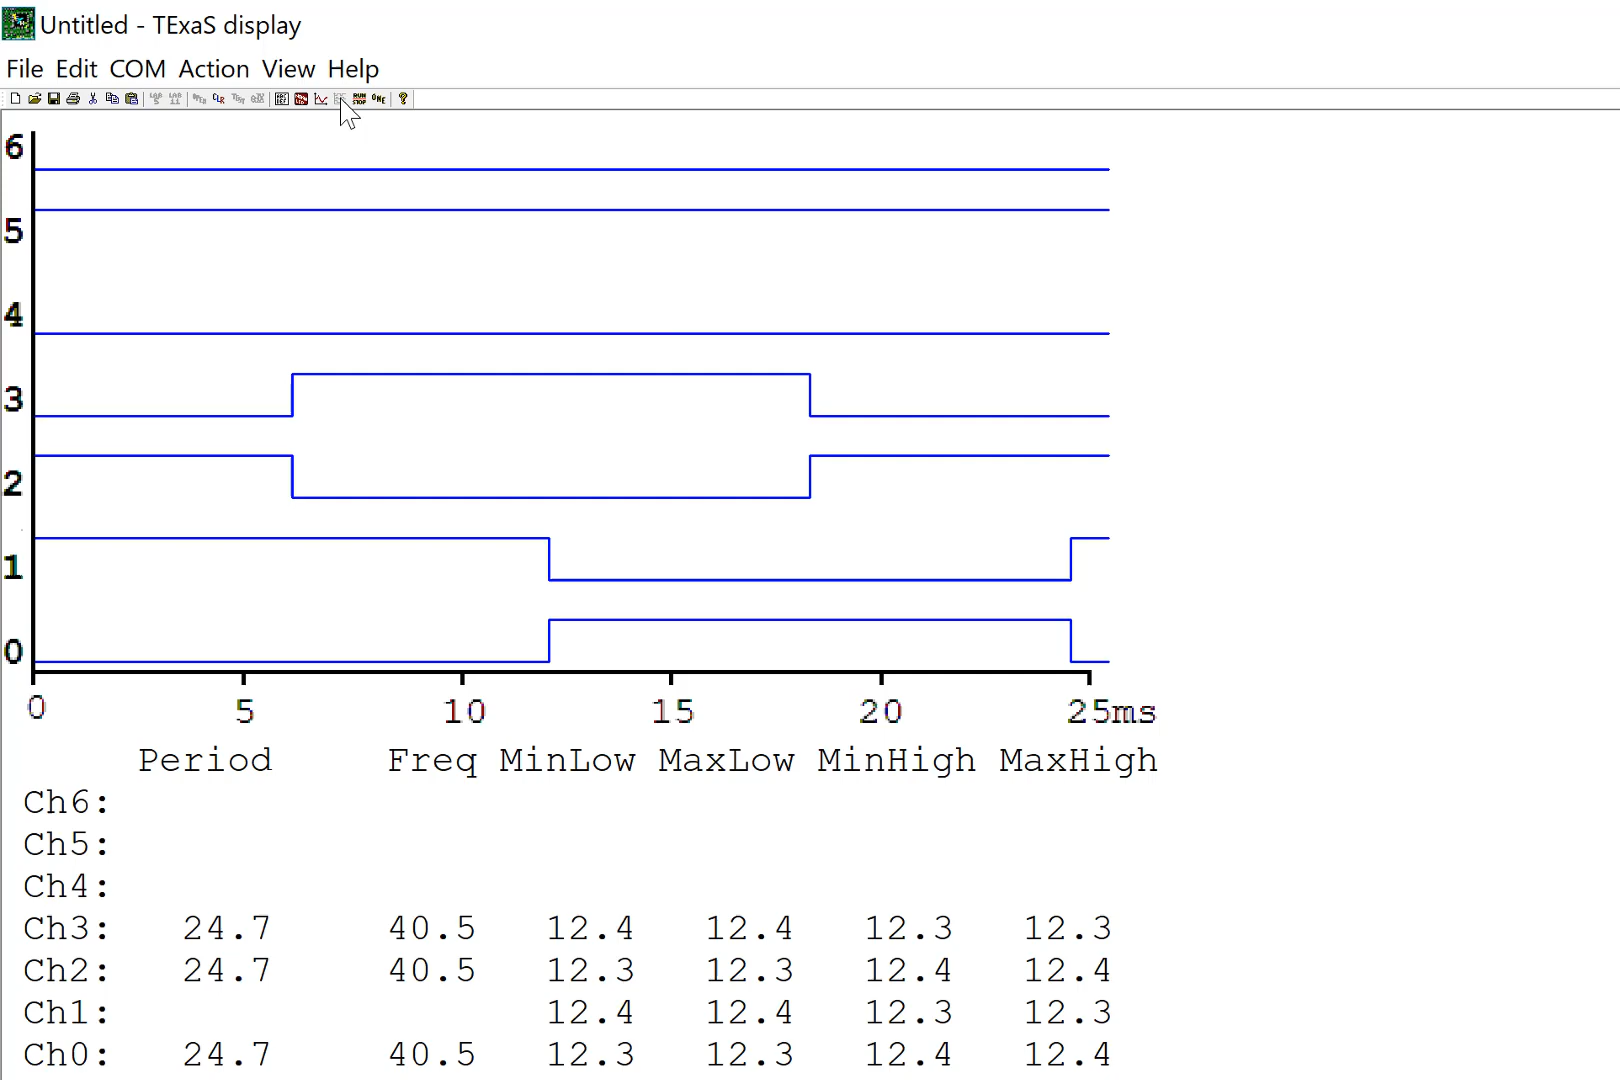 Untitled - TExaS display
File Edit COM Action View Help
6
5
4
3
2
1
0
0 5 10 15 20 25ms
Period Freq MinLow MaxLow MinHigh MaxHigh
Ch6:
Ch5:
Ch4:
Ch3: 24.7 40.5 12.4 12.4 12.3 12.3
Ch2: 24.7 40.5 12.3 12.3 12.4 12.4
Ch1: 12.4 12.4 12.3 12.3
Ch0: 24.7 40.5 12.3 12.3 12.4 12.4